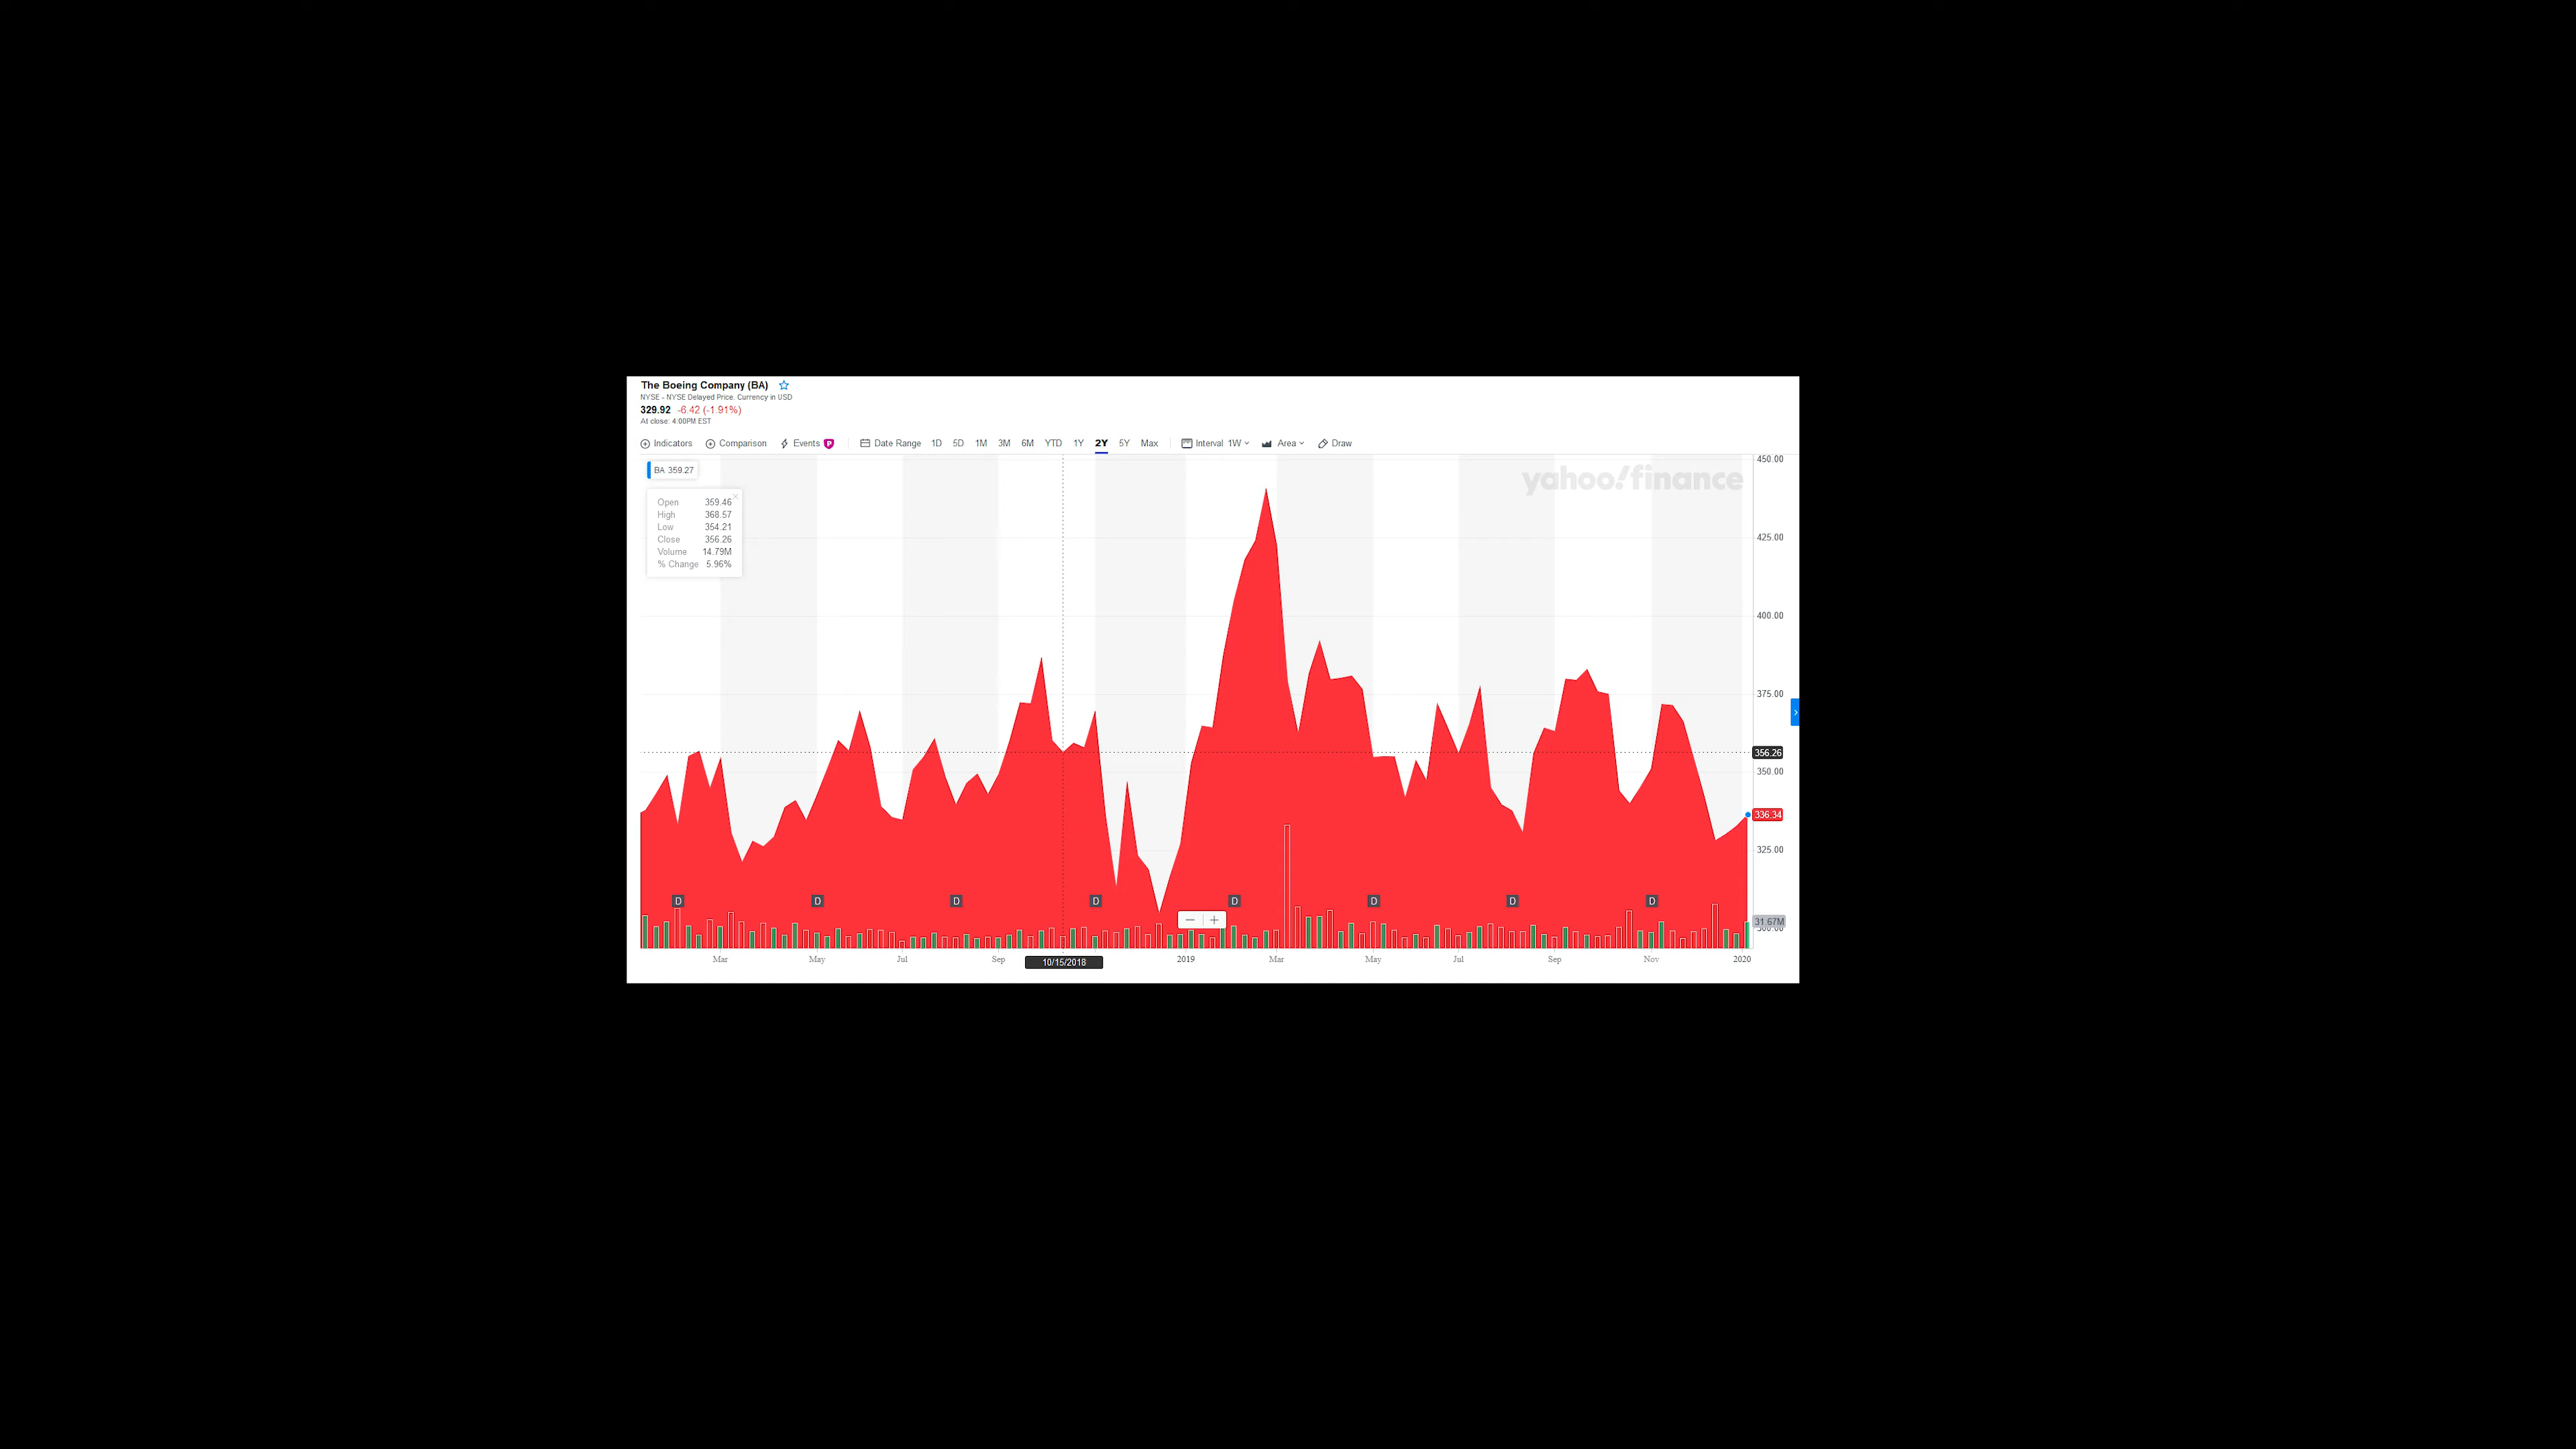 The Boeing Company (BA)
NYSE - NYSE Delayed Price. Currency in USD
329.92 -6.42 (-1.91%)
At close: 4:00PM EST
Indicators Comparison Events P Date Range 1D 5D 1M 3M 6M YTD 1Y 2Y 5Y Max Interval 1W Area Draw
BA 359.27
yahoo!finance
Open 359.46
High 368.57
Low 354.21
Close 356.26
Volume 14.79M
% Change 5.96%
450.00
425.00
400.00
375.00
356.26
350.00
336.34
325.00
D D D D D D D D
31.67M
300.00
Mar May Jul Sep 10/15/2018 2019 Mar May Jul Sep Nov 2020